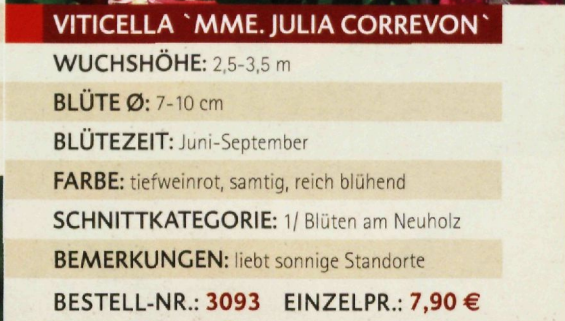 VITICELLA `MME. JULIA CORREVON`
WUCHSHÖHE: 2,5-3,5 m
BLÜTE Ø: 7-10 cm
BLÜTEZEIT: Juni-September
FARBE: tiefweinrot, samtig, reich blühend
SCHNITTKATEGORIE: 1/ Blüten am Neuholz
BEMERKUNGEN: liebt sonnige Standorte
BESTELL-NR.: 3093 EINZELPR.: 7,90 €